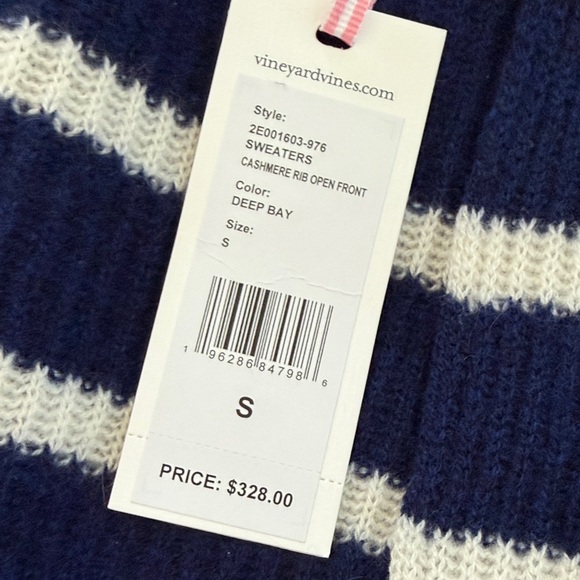 vineyardvines.com
Style:
2E001603-976
SWEATERS
CASHMERE RIB OPEN FRONT
Color:
DEEP BAY
Size:
S
1 96286 84798 6
S
PRICE: $328.00